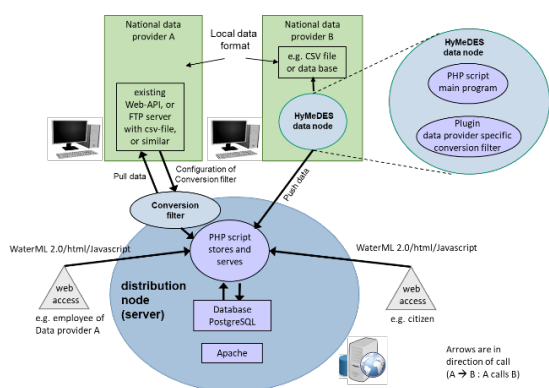 National data
provider A
Local data
format
National data
provider B
e.g. CSV file
or data base
existing
Web-API, or
FTP server
with csv-file,
or similar
HyMeDES
data node
HyMeDES
data node
PHP script
main program
Plugin
data provider specific
conversion filter
Pull data
Configuration of
Conversion filter
Push data
Conversion
filter
PHP script
stores and
serves
WaterML 2.0/html/Javascript
WaterML 2.0/html/Javascript
web
access
e.g. employee of
Data provider A
distribution
node
(server)
Database
PostgreSQL
Apache
web
access
e.g. citizen
Arrows are in
direction of call
(A → B : A calls B)